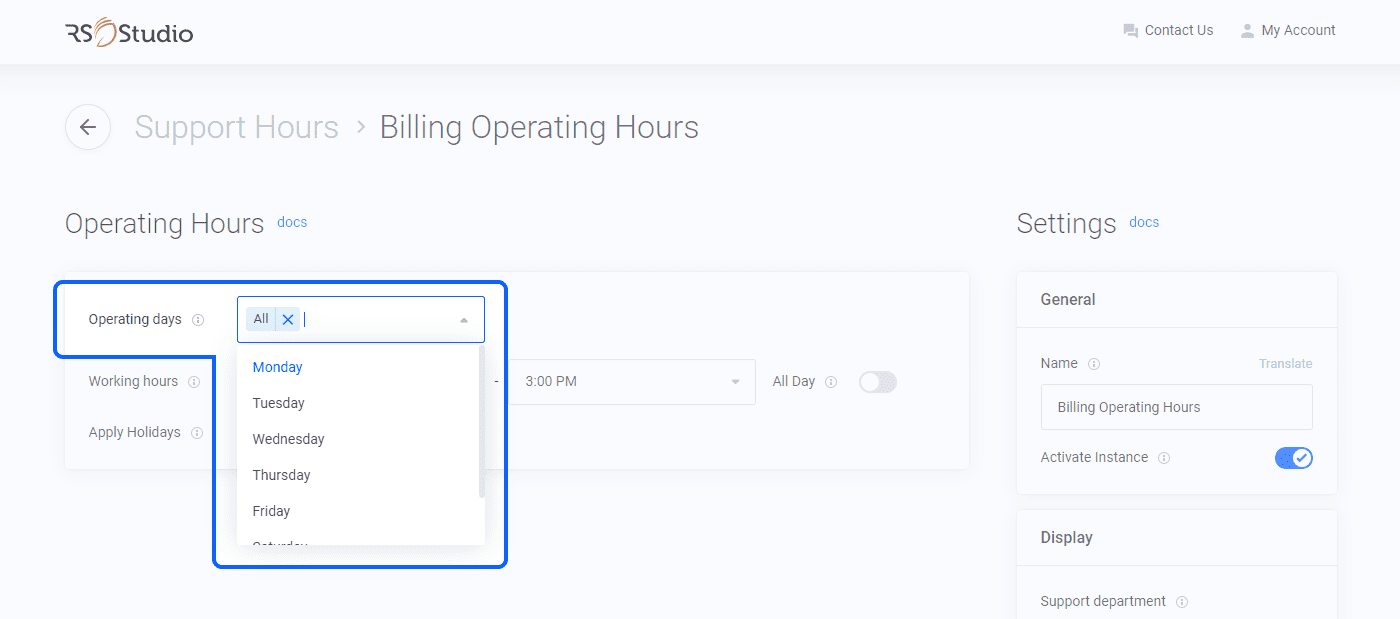 RS Studio
Contact Us
My Account
Support Hours > Billing Operating Hours
Operating Hours docs
Operating days
All
Monday
Tuesday
Wednesday
Thursday
Friday
Saturday
Working hours
- 3:00 PM
All Day
Apply Holidays
Settings docs
General
Name
Translate
Billing Operating Hours
Activate Instance
Display
Support department